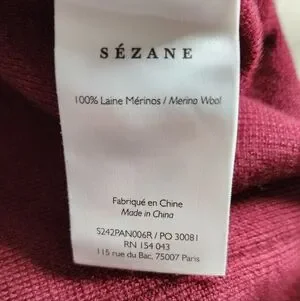 SÉZANE
100% Laine Mérinos / Merino Wool
Fabriqué en Chine
Made in China
S242PAN006R / PO 30081
RN 154 043
115 rue du Bac, 75007 Paris